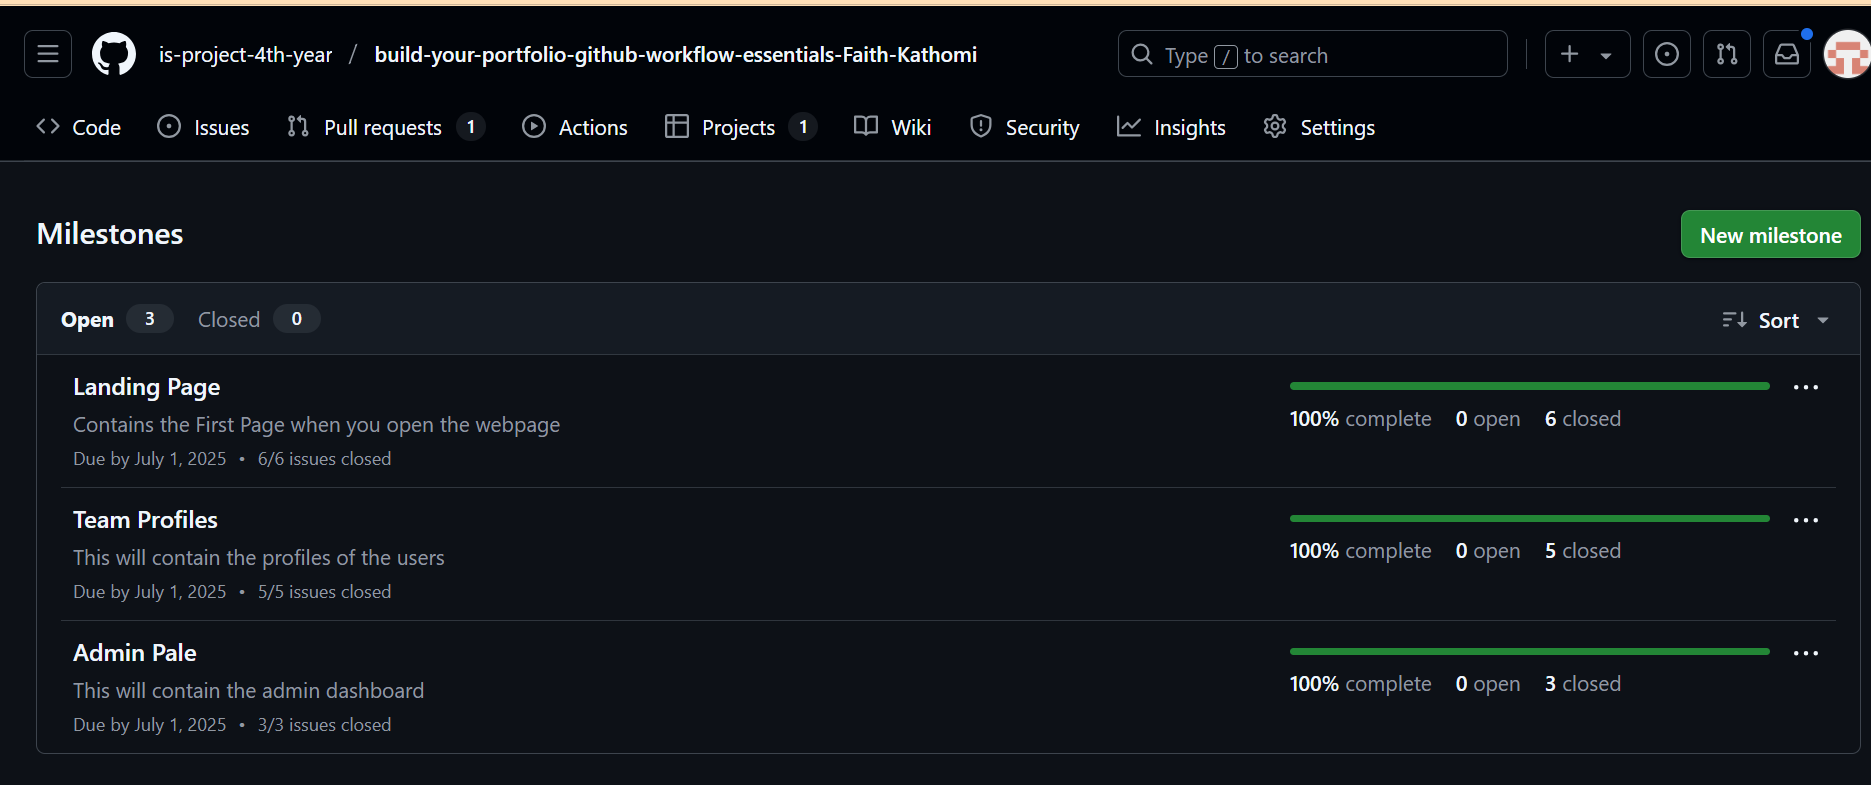 is-project-4th-year / build-your-portfolio-github-workflow-essentials-Faith-Kathomi
Type / to search
Code Issues Pull requests 1 Actions Projects 1 Wiki Security Insights Settings
Milestones
New milestone
Open 3 Closed 0
Sort
Landing Page
Contains the First Page when you open the webpage
Due by July 1, 2025 • 6/6 issues closed
100% complete 0 open 6 closed
Team Profiles
This will contain the profiles of the users
Due by July 1, 2025 • 5/5 issues closed
100% complete 0 open 5 closed
Admin Pale
This will contain the admin dashboard
Due by July 1, 2025 • 3/3 issues closed
100% complete 0 open 3 closed